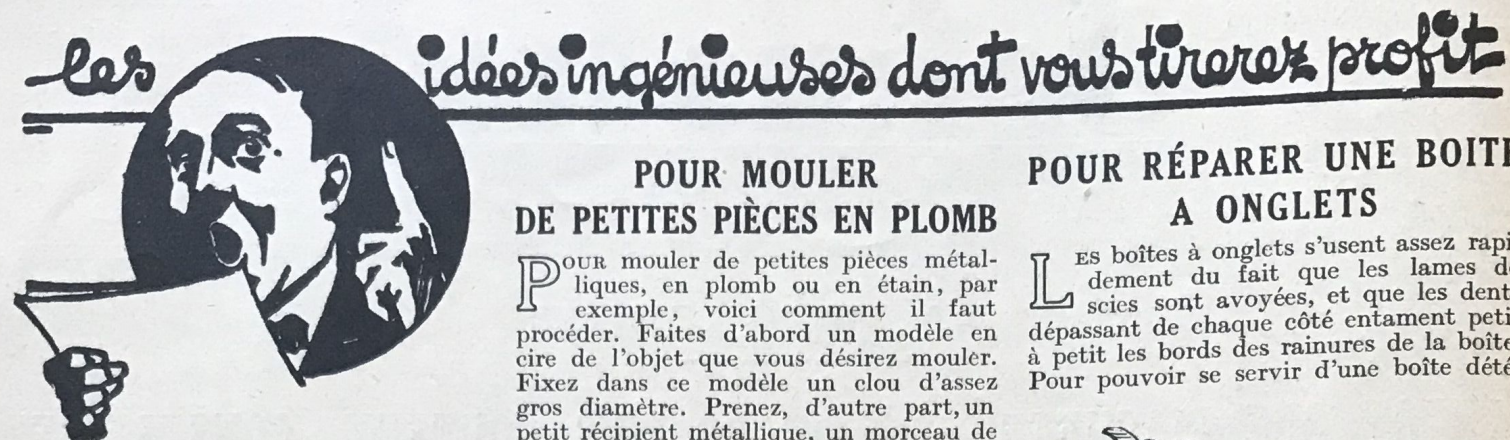 les idées ingénieuses dont vous tirerez profit
POUR MOULER
DE PETITES PIÈCES EN PLOMB
POUR mouler de petites pièces métal-
liques, en plomb ou en étain, par
exemple, voici comment il faut
procéder. Faites d'abord un modèle en
cire de l'objet que vous désirez mouler.
Fixez dans ce modèle un clou d'assez
gros diamètre. Prenez, d'autre part, un
petit récipient métallique, un morceau de
POUR RÉPARER UNE BOITE
A ONGLETS
LES boîtes à onglets s'usent assez rapi
dement du fait que les lames d
scies sont avoyées, et que les dent
dépassant de chaque côté entament peti
à petit les bords des rainures de la boîte
Pour pouvoir se servir d'une boîte dété